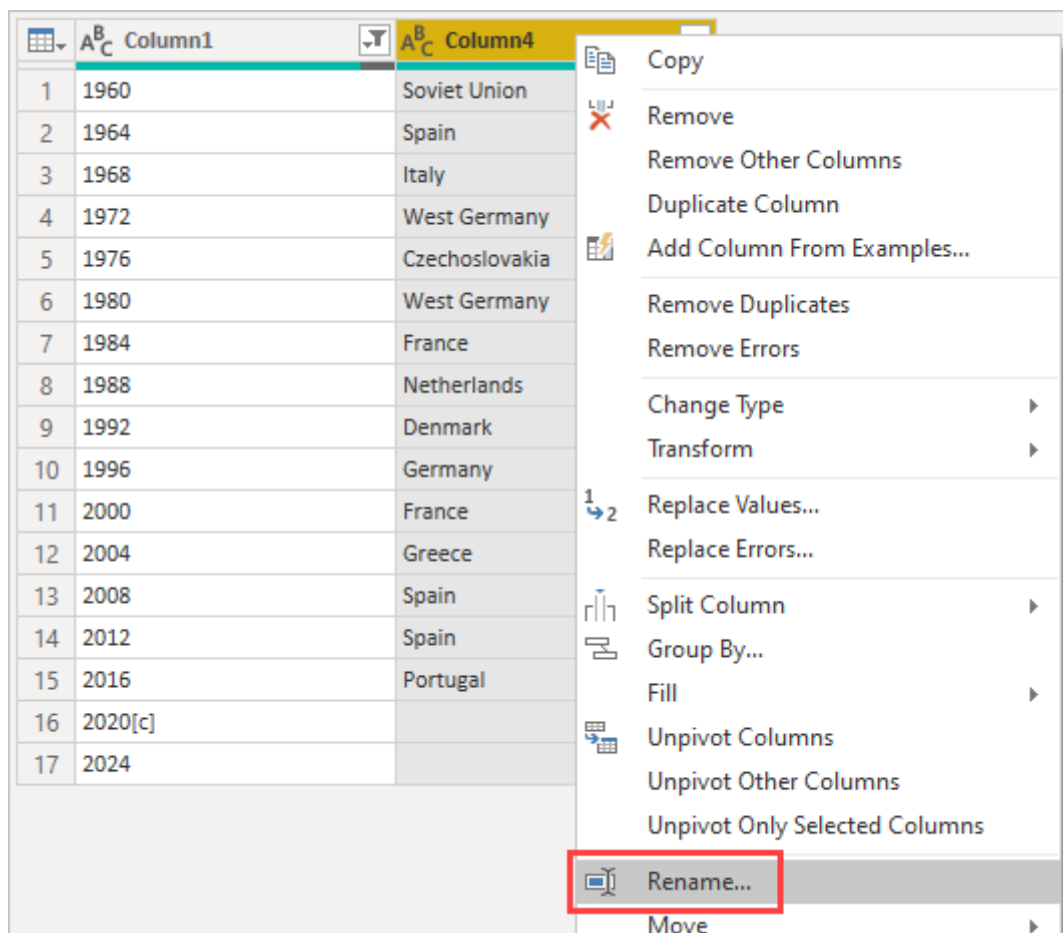 ABC Column1 ABC Column4
1 1960 Soviet Union
2 1964 Spain
3 1968 Italy
4 1972 West Germany
5 1976 Czechoslovakia
6 1980 West Germany
7 1984 France
8 1988 Netherlands
9 1992 Denmark
10 1996 Germany
11 2000 France
12 2004 Greece
13 2008 Spain
14 2012 Spain
15 2016 Portugal
16 2020[c]
17 2024
Copy
Remove
Remove Other Columns
Duplicate Column
Add Column From Examples...
Remove Duplicates
Remove Errors
Change Type
Transform
1 2 Replace Values...
Replace Errors...
Split Column
Group By...
Fill
Unpivot Columns
Unpivot Other Columns
Unpivot Only Selected Columns
Rename...
Move